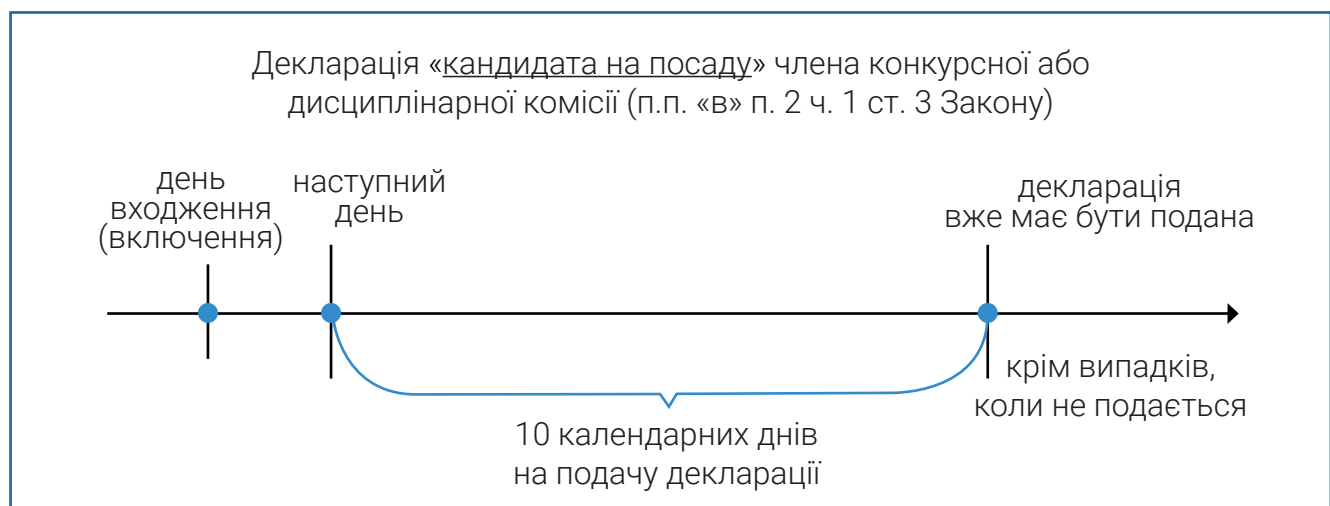 Декларація «кандидата на посаду» члена конкурсної або
дисциплінарної комісії (п.п. «в» п. 2 ч. 1 ст. 3 Закону)
день
входження
(включення)
наступний
день
декларація
вже має бути подана
крім випадків,
коли не подається
10 календарних днів
на подачу декларації